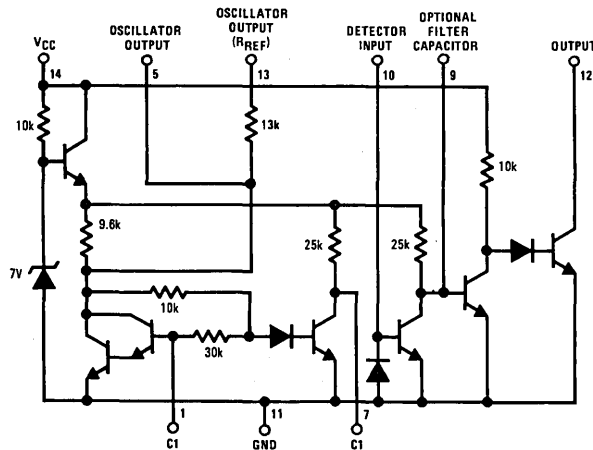 OSCILLATOR
OUTPUT
(RREF)
OSCILLATOR
OUTPUT
DETECTOR
INPUT
OPTIONAL
FILTER
CAPACITOR
VCC
OUTPUT
14
5
13
10
9
12
10k
13k
10k
9.6k
25k
25k
7V
10k
30k
1
11
7
C1
GND
C1